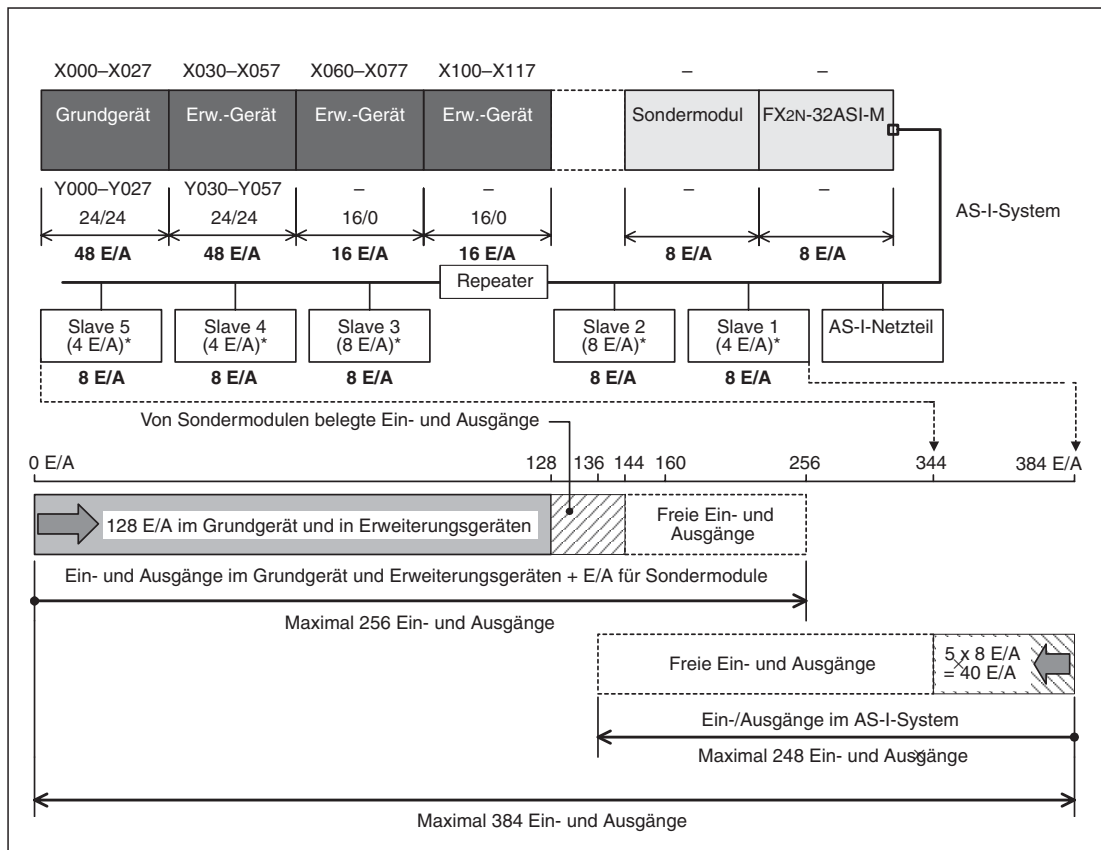 X000–X027 X030–X057 X060–X077 X100–X117 – –
Grundgerät Erw.-Gerät Erw.-Gerät Erw.-Gerät Sondermodul FX2N-32ASI-M
Y000–Y027 Y030–Y057 – – – –
24/24 24/24 16/0 16/0
AS-I-System
48 E/A 48 E/A 16 E/A 16 E/A 8 E/A 8 E/A
Repeater
Slave 5 Slave 4 Slave 3 Slave 2 Slave 1 AS-I-Netzteil
(4 E/A)* (4 E/A)* (8 E/A)* (8 E/A)* (4 E/A)*
8 E/A 8 E/A 8 E/A 8 E/A 8 E/A
Von Sondermodulen belegte Ein- und Ausgänge
0 E/A 128 136 144 160 256 344 384 E/A
128 E/A im Grundgerät und in Erweiterungsgeräten
Freie Ein- und
Ausgänge
Ein- und Ausgänge im Grundgerät und Erweiterungsgeräten + E/A für Sondermodule
Maximal 256 Ein- und Ausgänge
Freie Ein- und Ausgänge
5 x 8 E/A
= 40 E/A
Ein-/Ausgänge im AS-I-System
Maximal 248 Ein- und Ausgänge
Maximal 384 Ein- und Ausgänge